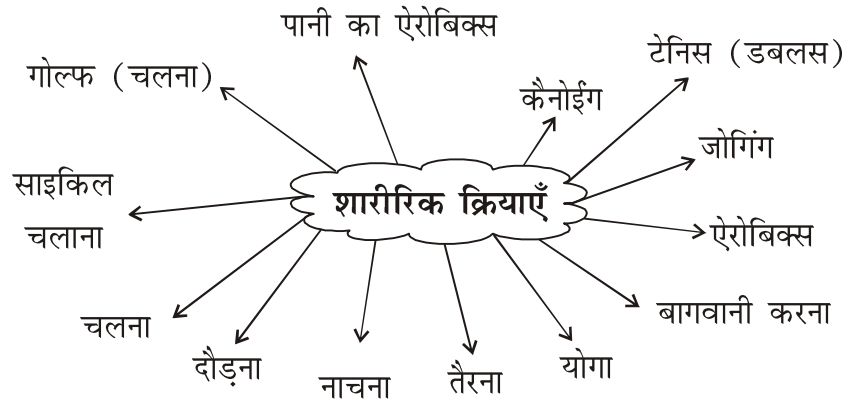 पानी का ऐरोबिक्स
टेनिस (डबलस)
गोल्फ (चलना)
कैनोईंग
जोगिंग
साइकिल
चलाना
शारीरिक क्रियाएँ
ऐरोबिक्स
बागवानी करना
चलना
दौड़ना
नाचना
तैरना
योगा